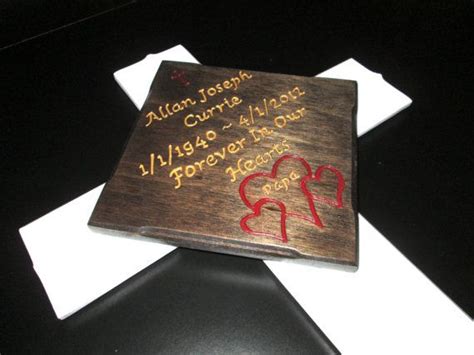 Allan Joseph
Currie
1/1/1940 ~ 4/1/2012
Forever In Our
Hearts
Papa